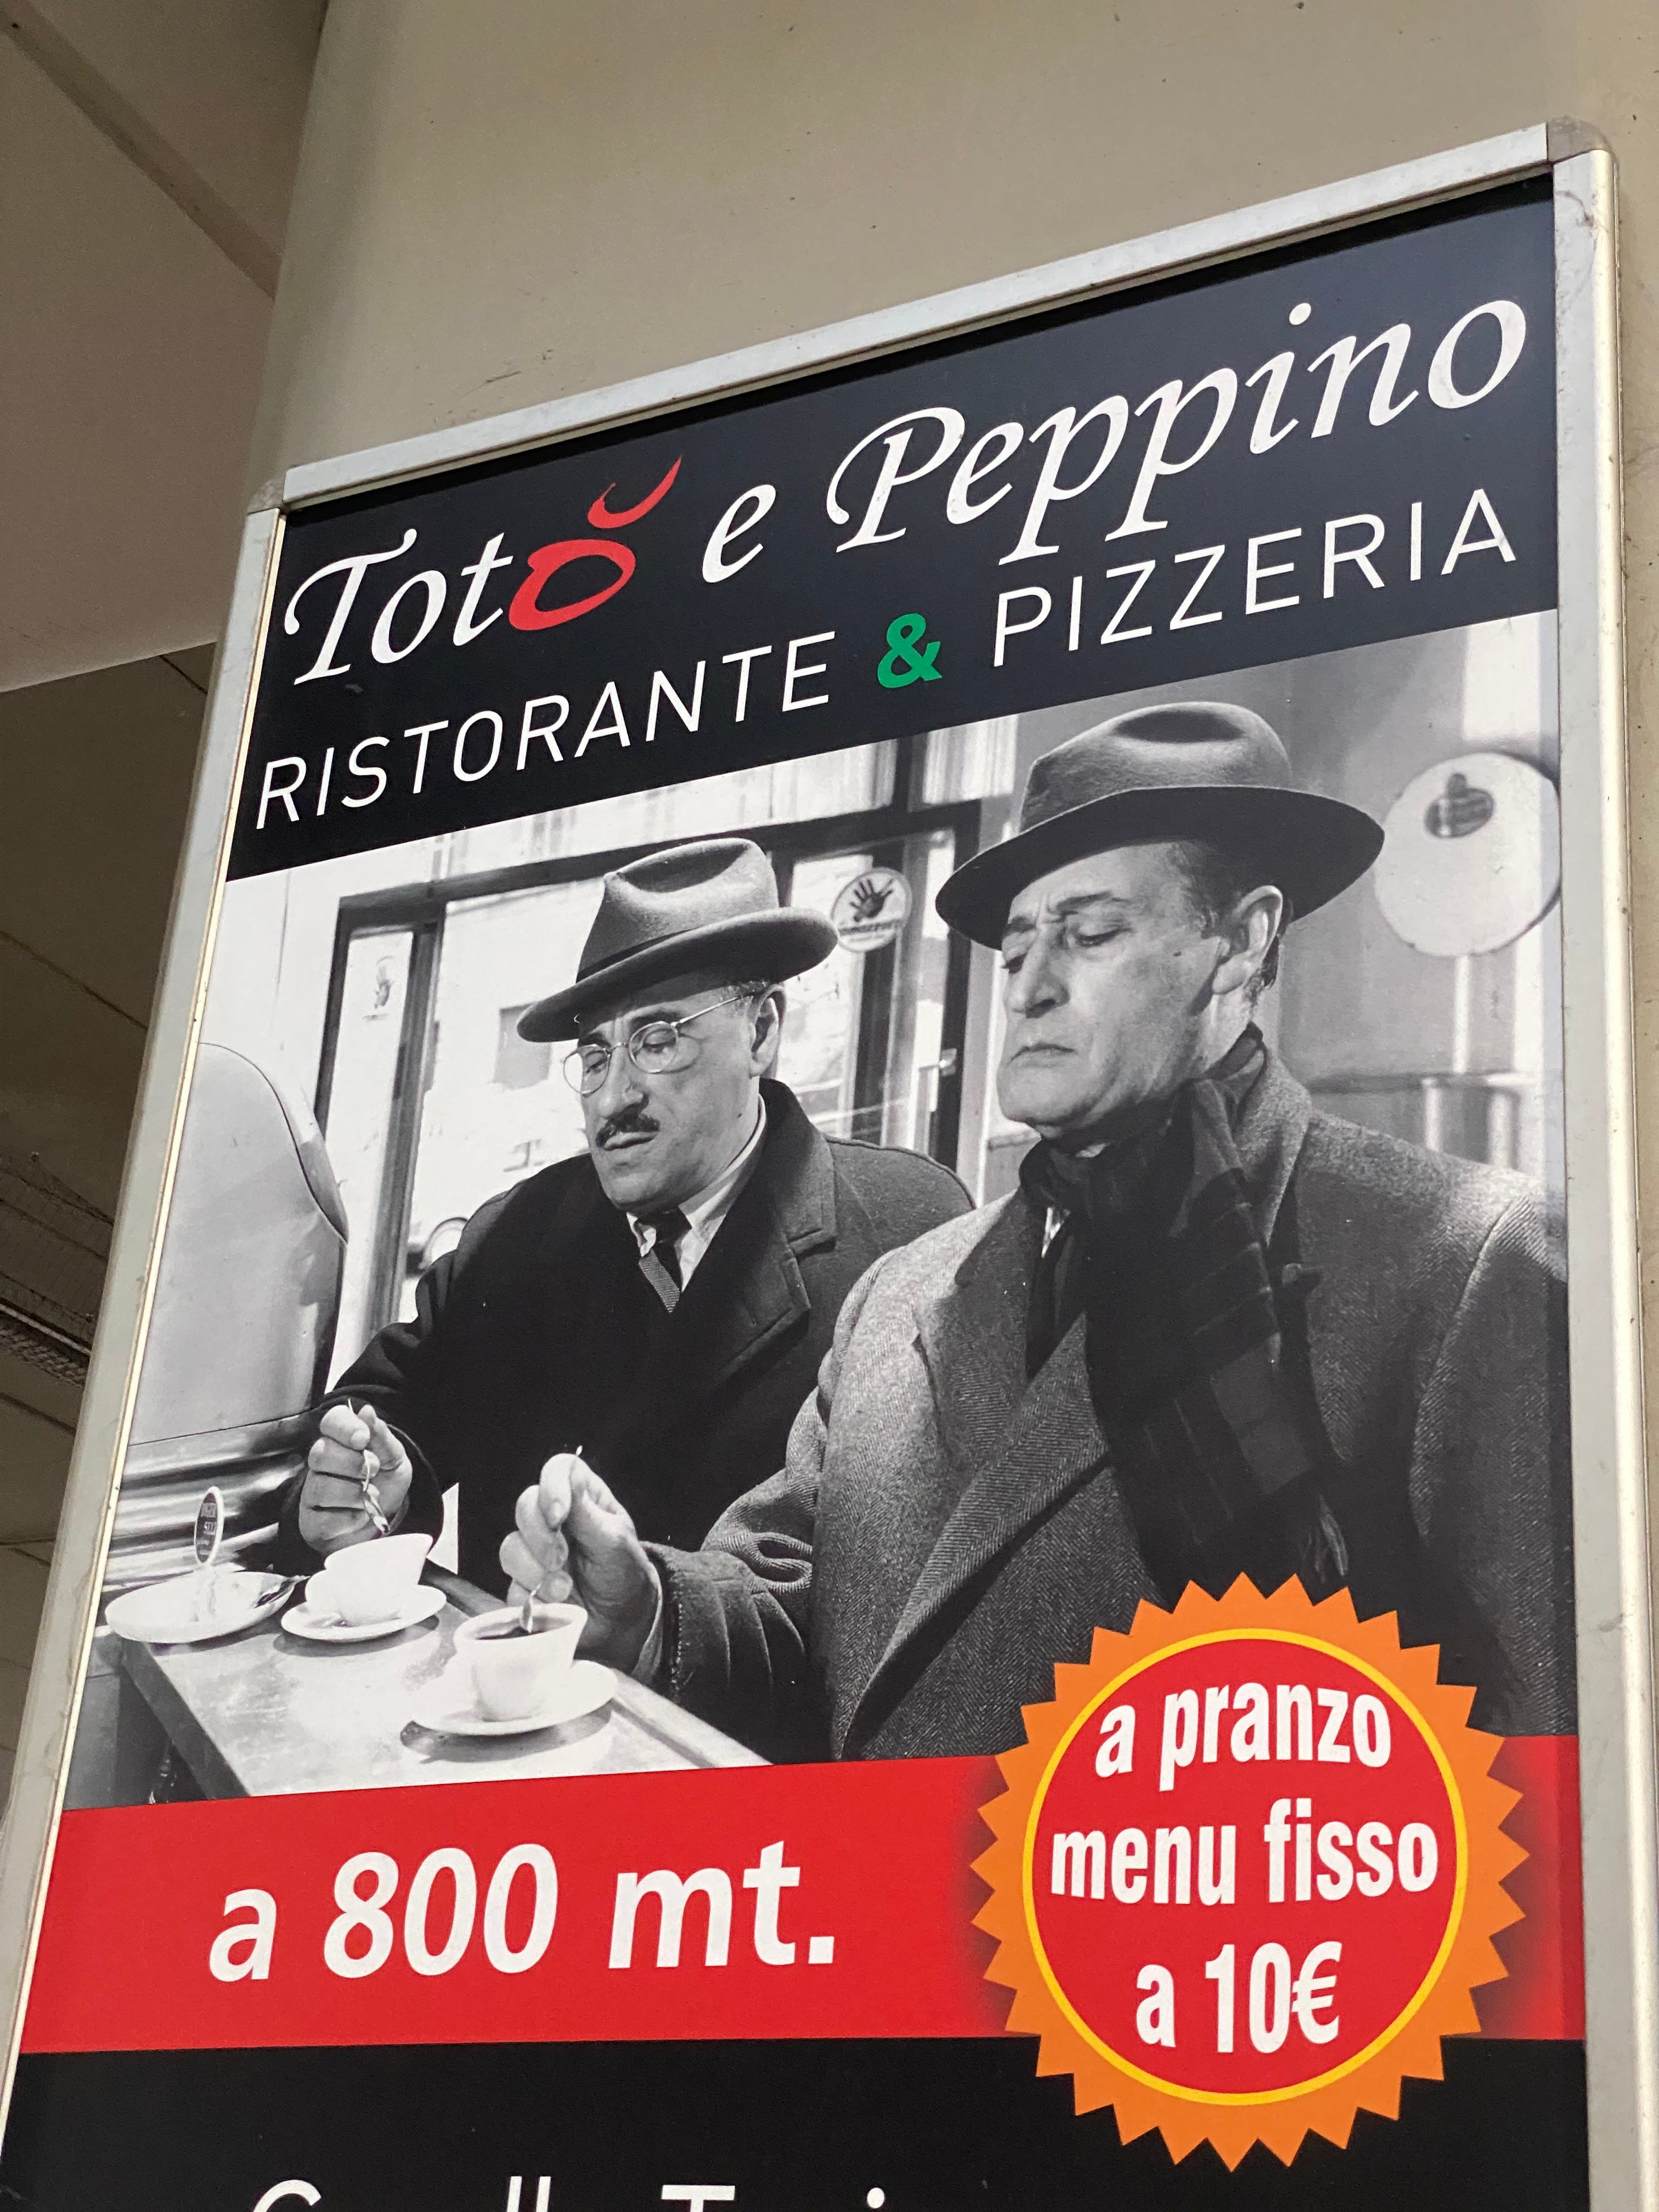 Totò e Peppino
RISTORANTE & PIZZERIA
a 800 mt.
a pranzo
menu fisso
a 10€